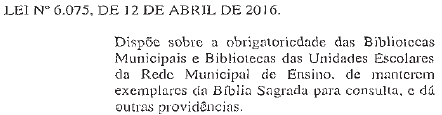 LEI Nº 6.075, DE 12 DE ABRIL DE 2016.
Dispõe sobre a obrigatoriedade das Bibliotecas
Municipais e Bibliotecas das Unidades Escolares
da Rede Municipal de Ensino, de manterem
exemplares da Bíblia Sagrada para consulta, e dá
outras providências.